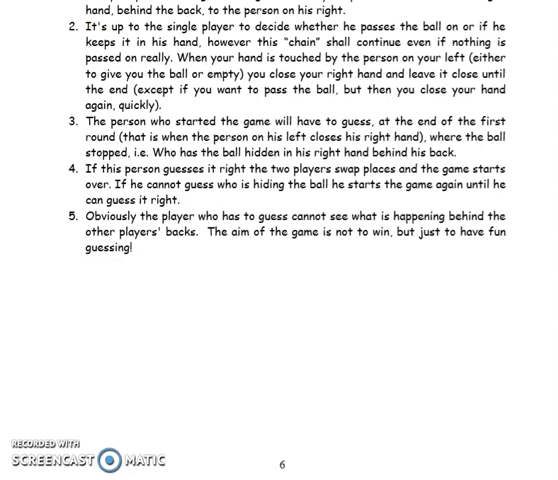 hand, behind the back, to the person on his right.
2. It's up to the single player to decide whether he passes the ball on or if he
keeps it in his hand, however this "chain" shall continue even if nothing is
passed on really. When your hand is touched by the person on your left (either
to give you the ball or empty) you close your right hand and leave it close until
the end (except if you want to pass the ball, but then you close your hand
again, quickly).
3. The person who started the game will have to guess, at the end of the first
round (that is when the person on his left closes his right hand), where the ball
stopped, i.e. Who has the ball hidden in his right hand behind his back.
4. If this person guesses it right the two players swap places and the game starts
over. If he cannot guess who is hiding the ball he starts the game again until he
can guess it right.
5. Obviously the player who has to guess cannot see what is happening behind the
other players' backs. The aim of the game is not to win, but just to have fun
guessing!
RECORDED WITH
SCREENCAST MATIC
6